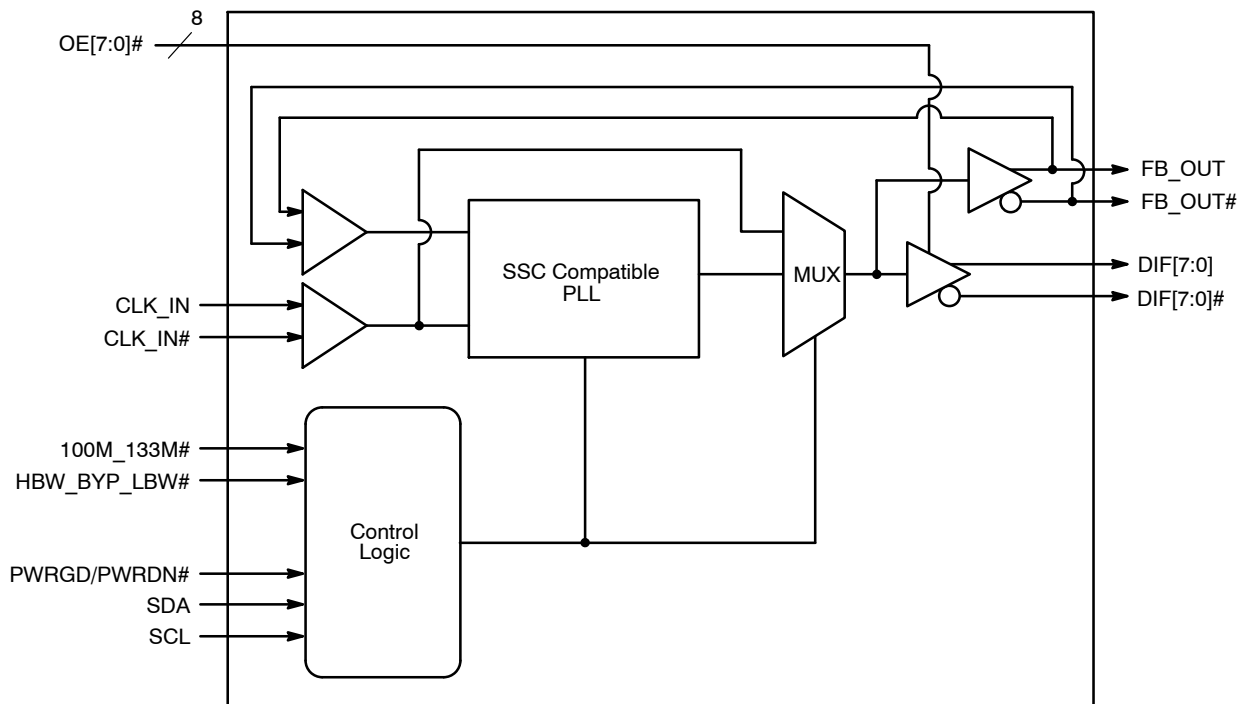 8
OE[7:0]#
FB_OUT
FB_OUT#
SSC Compatible
PLL
MUX
DIF[7:0]
DIF[7:0]#
CLK_IN
CLK_IN#
100M_133M#
HBW_BYP_LBW#
Control
Logic
PWRGD/PWRDN#
SDA
SCL